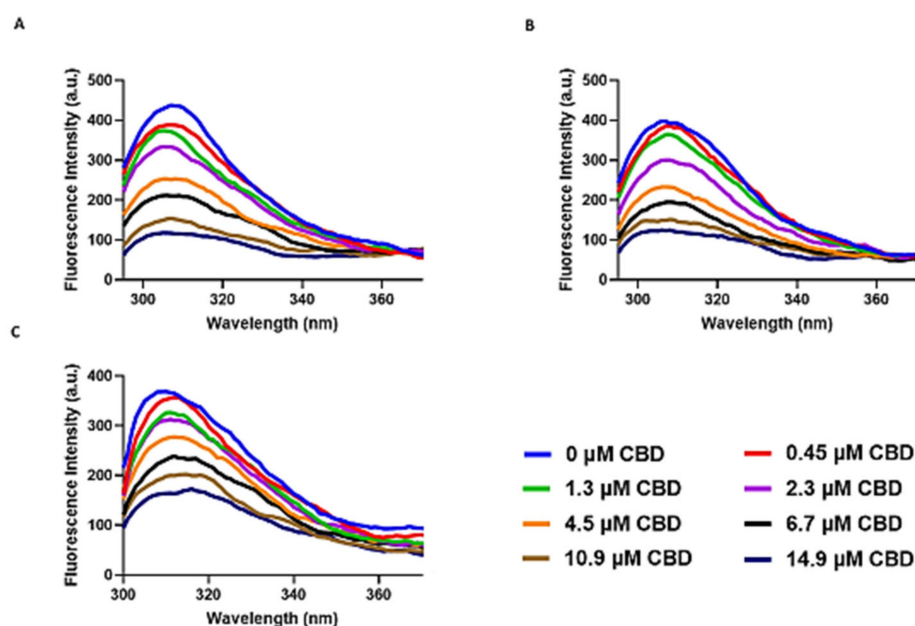 A
Fluorescence Intensity (a.u.)
500
400
300
200
100
0
300 320 340 360
Wavelength (nm)
B
Fluorescence Intensity (a.u.)
500
400
300
200
100
0
300 320 340 360
Wavelength (nm)
C
Fluorescence Intensity (a.u.)
400
300
200
100
0
300 320 340 360
Wavelength (nm)
0 µM CBD 0.45 µM CBD
1.3 µM CBD 2.3 µM CBD
4.5 µM CBD 6.7 µM CBD
10.9 µM CBD 14.9 µM CBD